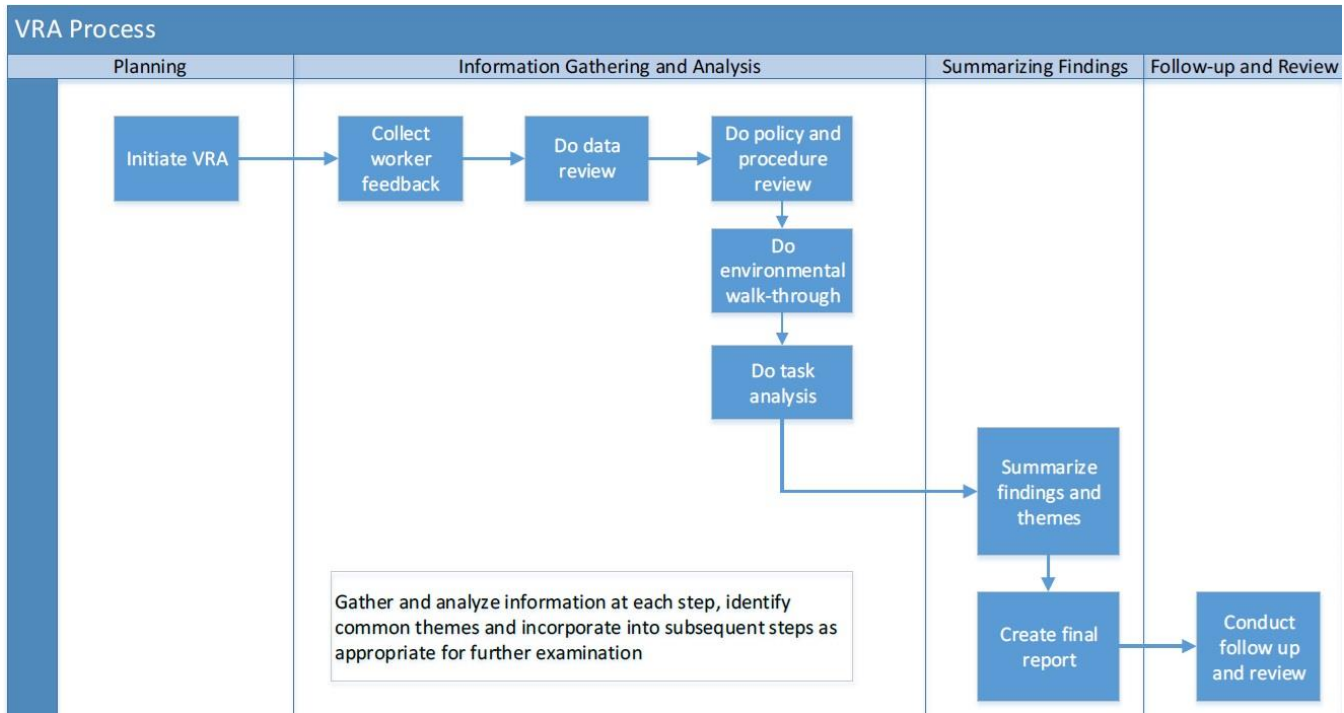 VRA Process
Planning
Information Gathering and Analysis
Summarizing Findings
Follow-up and Review
Initiate VRA
Collect
worker
feedback
Do data
review
Do policy and
procedure
review
Do
environmental
walk-through
Do task
analysis
Summarize
findings and
themes
Gather and analyze information at each step, identify
common themes and incorporate into subsequent steps as
appropriate for further examination
Create final
report
Conduct
follow up
and review